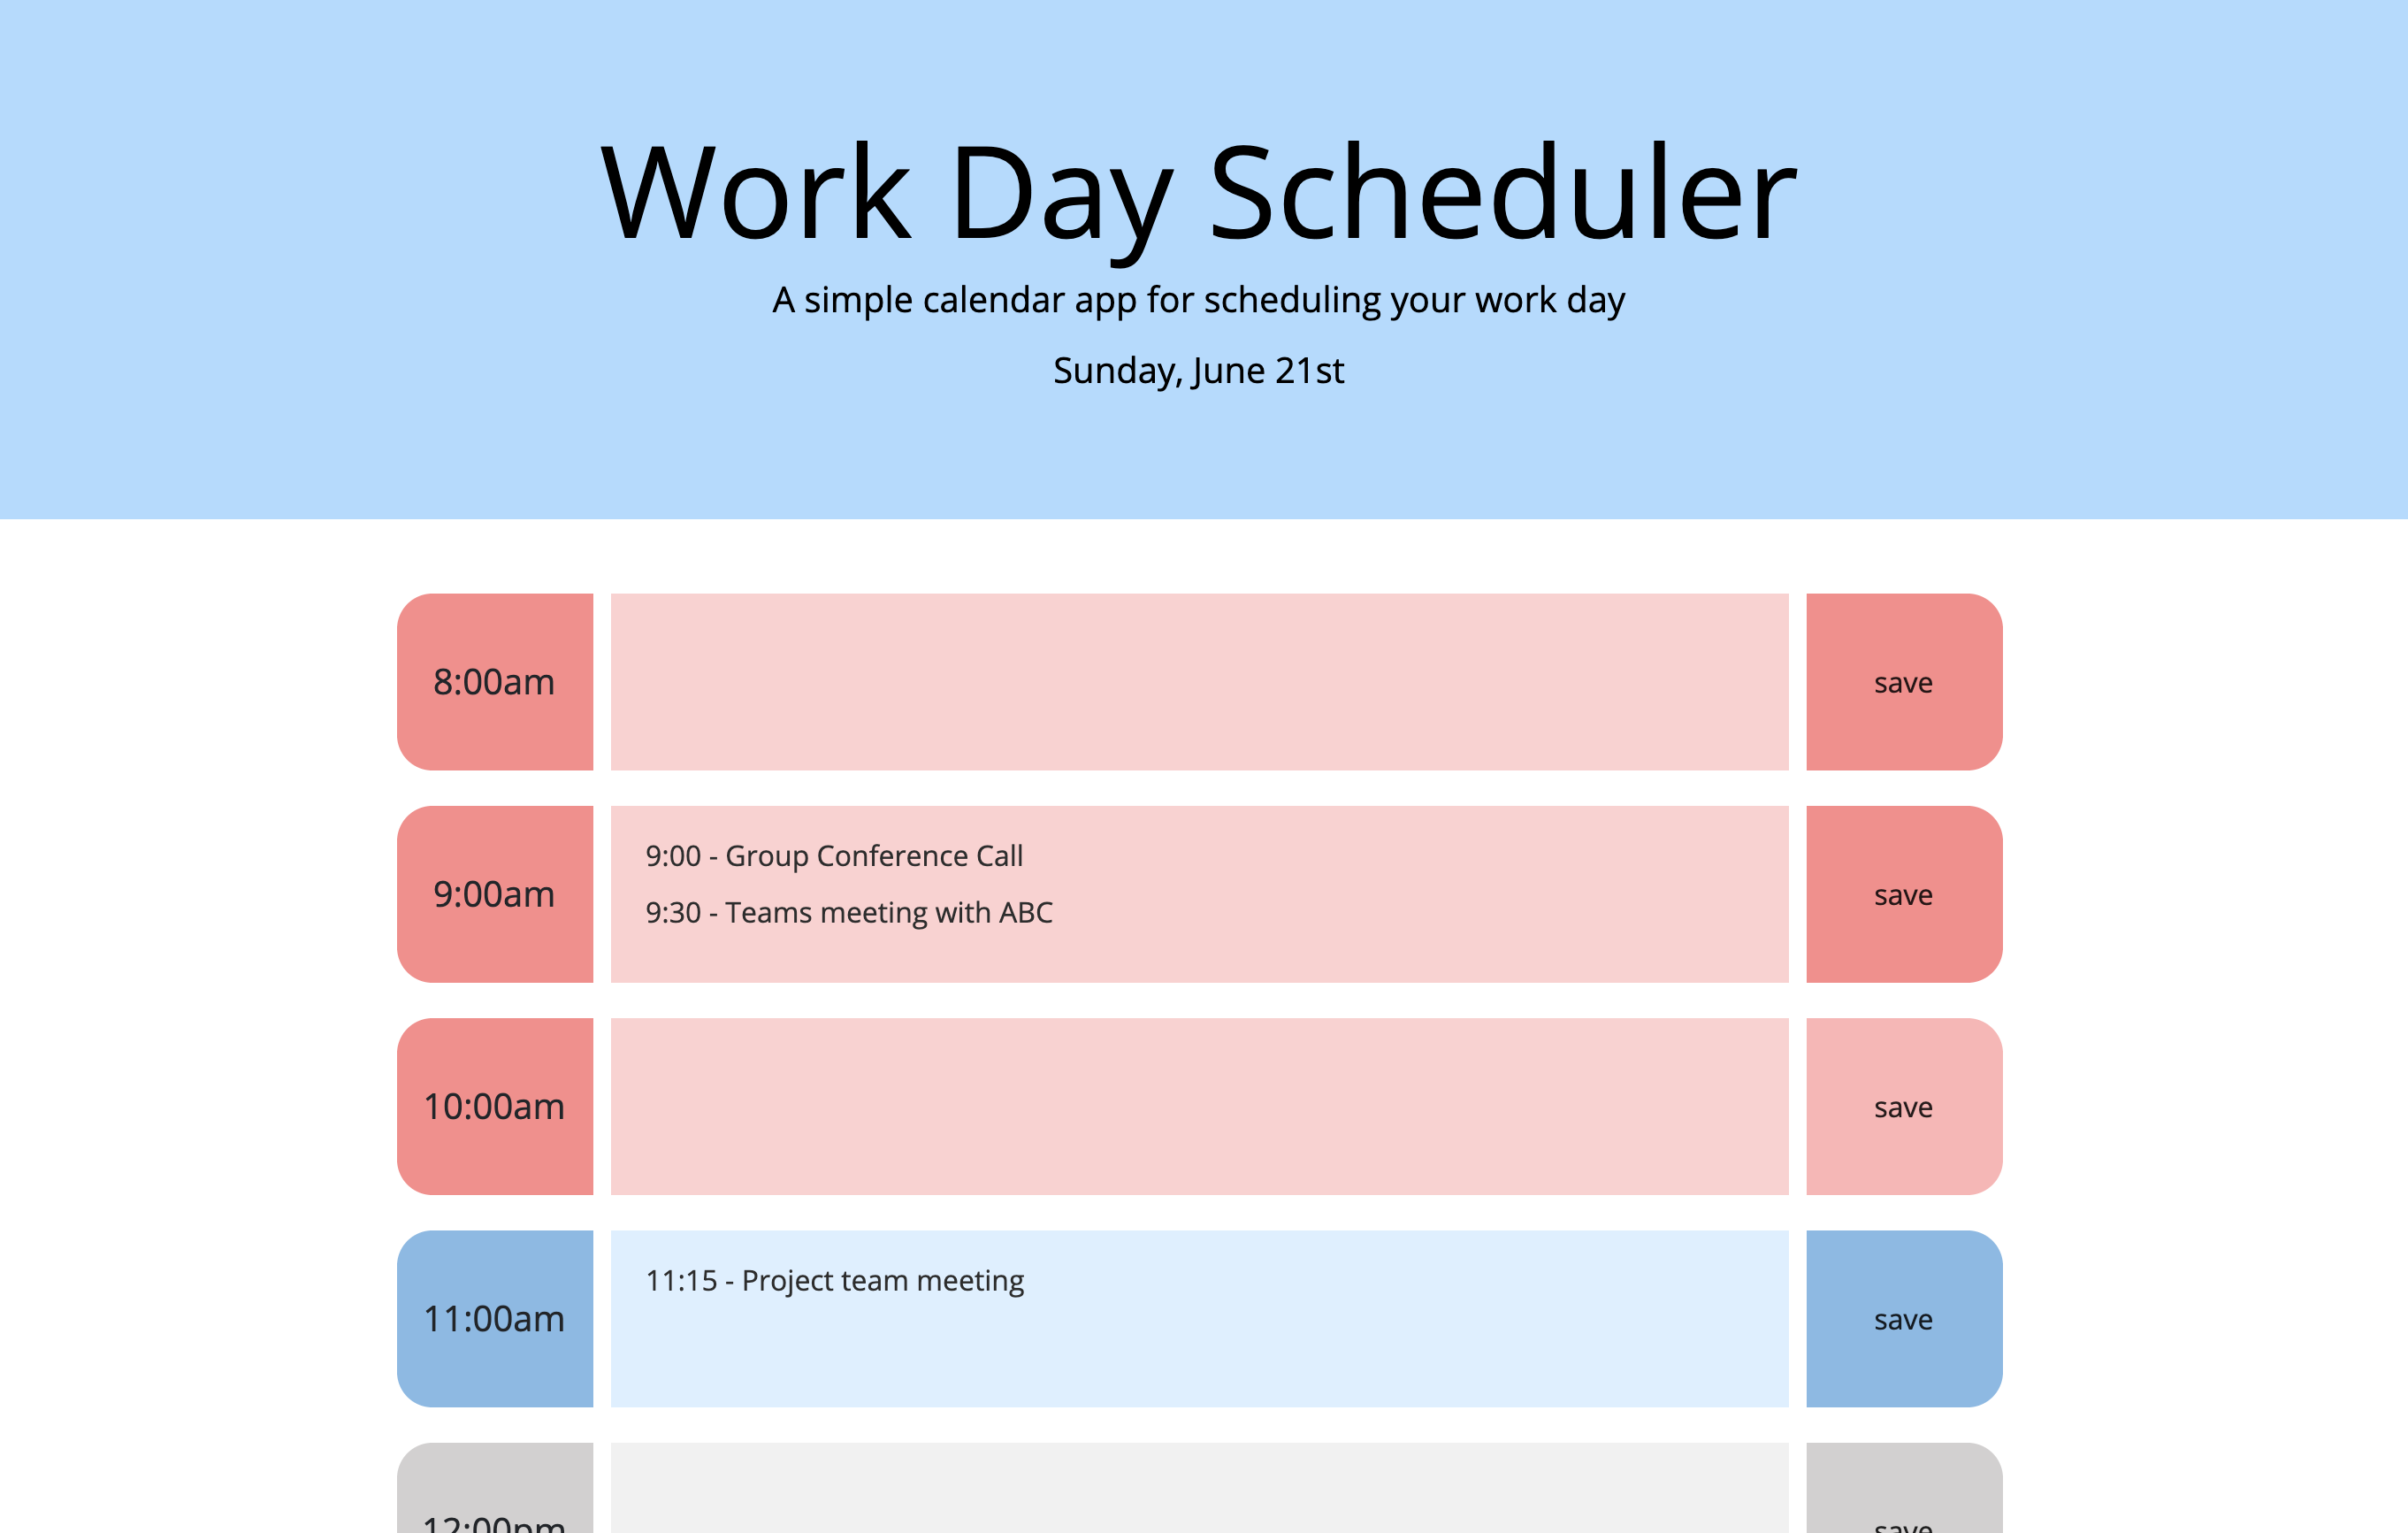 Work Day Scheduler
A simple calendar app for scheduling your work day
Sunday, June 21st
8:00am
save
9:00am
9:00 - Group Conference Call
9:30 - Teams meeting with ABC
save
10:00am
save
11:00am
11:15 - Project team meeting
save
12:00pm
save